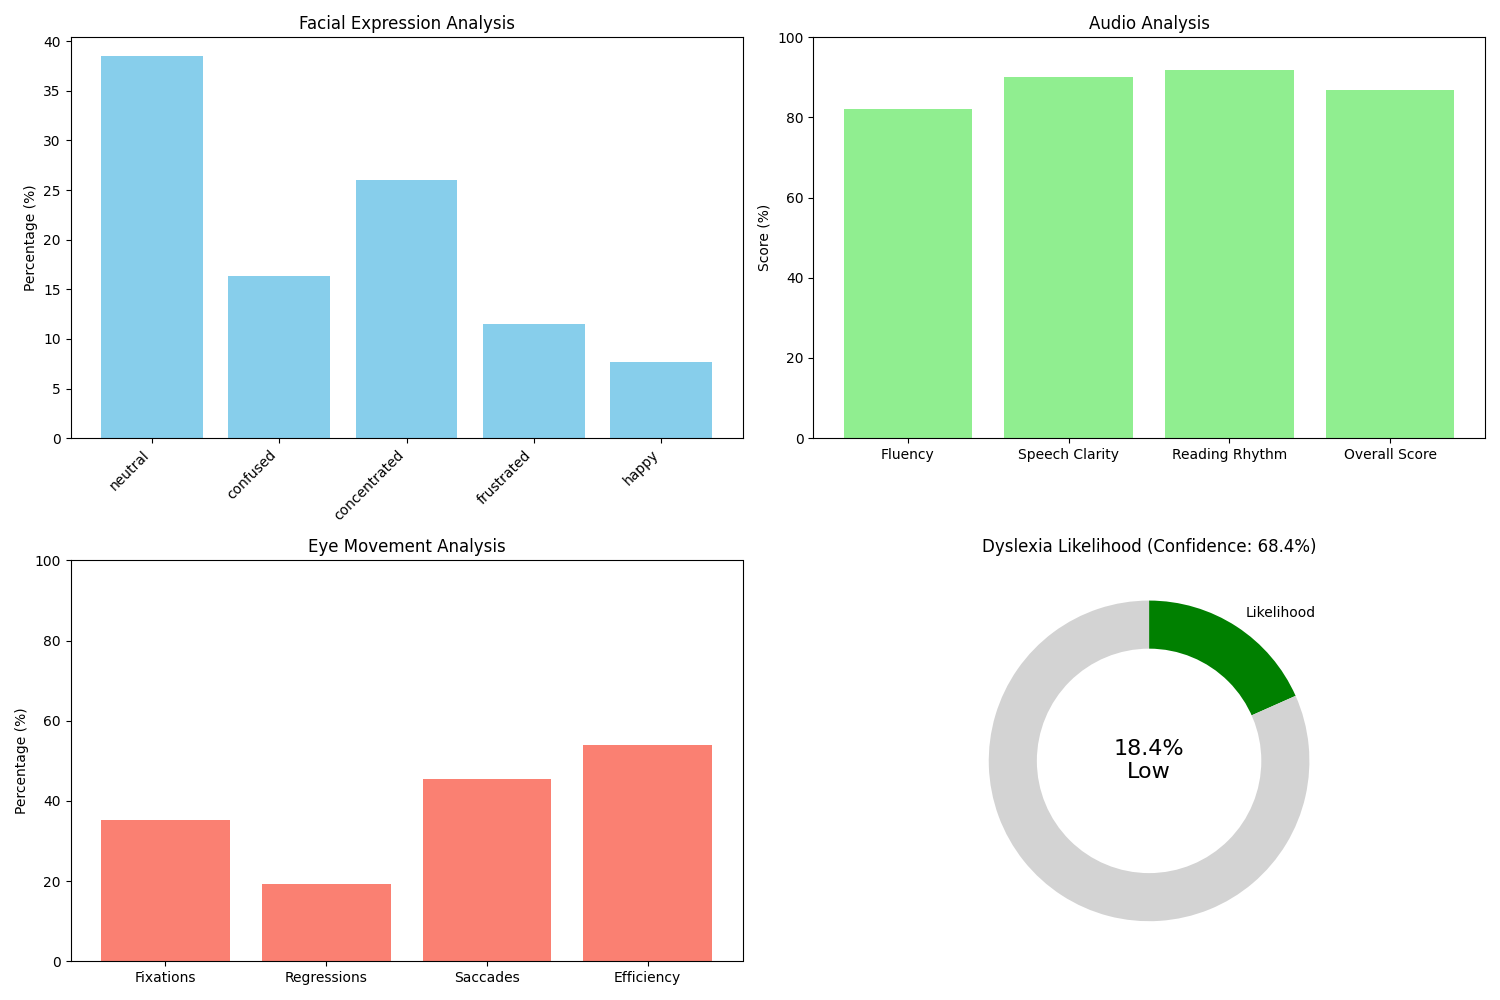 Facial Expression Analysis
Percentage (%)
40
35
30
25
20
15
10
5
0
neutral
confused
concentrated
frustrated
happy
Audio Analysis
Score (%)
100
80
60
40
20
0
Fluency
Speech Clarity
Reading Rhythm
Overall Score
Eye Movement Analysis
Percentage (%)
100
80
60
40
20
0
Fixations
Regressions
Saccades
Efficiency
Dyslexia Likelihood (Confidence: 68.4%)
Likelihood
18.4%
Low